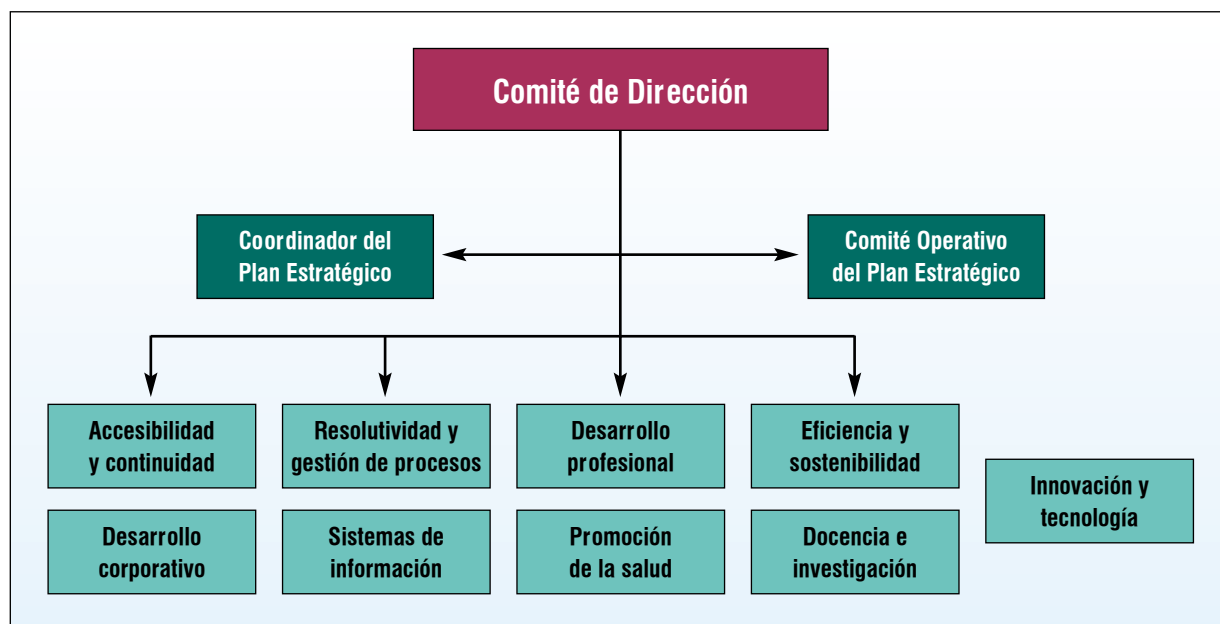 Comité de Dirección
Coordinador del
Plan Estratégico
Comité Operativo
del Plan Estratégico
Accesibilidad
y continuidad
Resolutividad y
gestión de procesos
Desarrollo
profesional
Eficiencia y
sostenibilidad
Innovación y
tecnología
Desarrollo
corporativo
Sistemas de
información
Promoción
de la salud
Docencia e
investigación